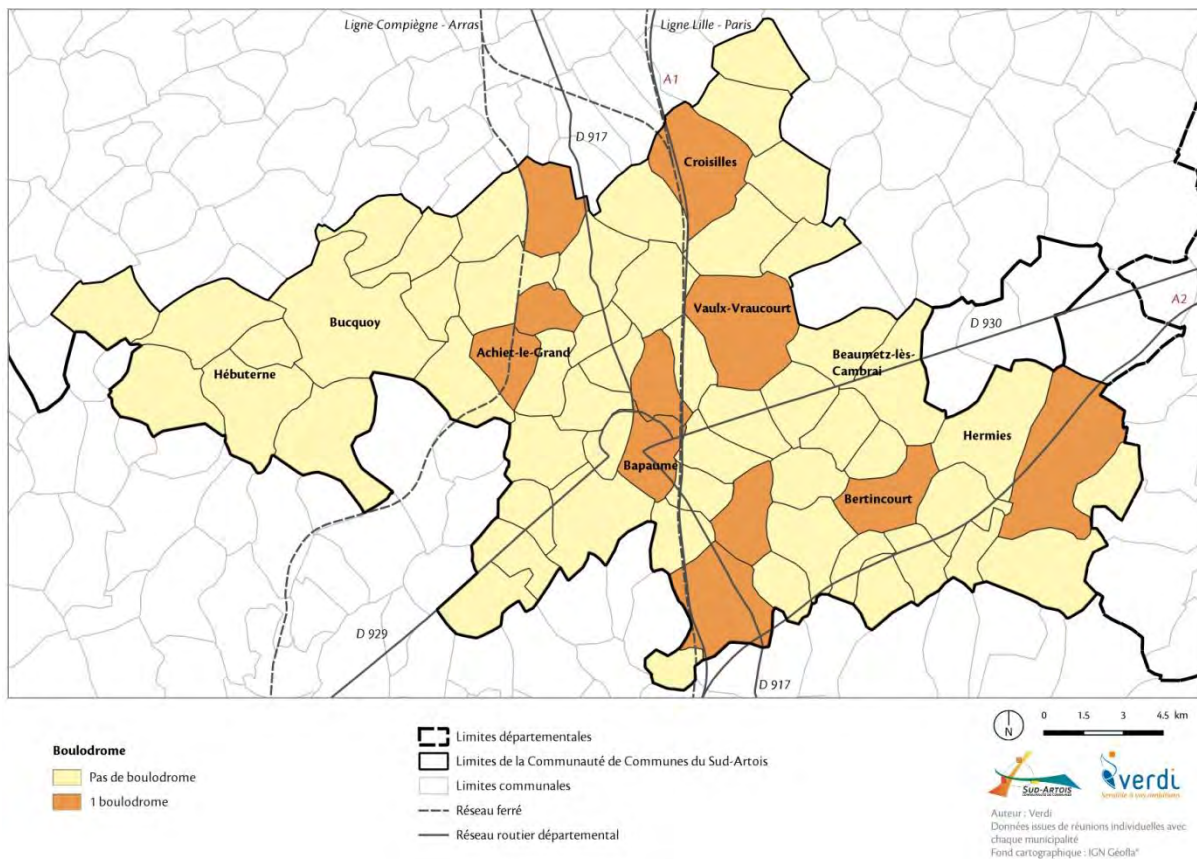 Ligne Compiègne - Arras
Ligne Lille - Paris
A1
D 917
Croisilles
Vaulx-Vraucourt
A2
D 930
Bucquoy
Achiet-le-Grand
Beaumetz-lès-
Cambrai
Hébuterne
Hermies
Bapaume
Bertincourt
D 929
D 917
Boulodrome
Pas de boulodrome
1 boulodrome
Limites départementales
Limites de la Communauté de Communes du Sud-Artois
Limites communales
Réseau ferré
Réseau routier départemental
N
0 1.5 3 4.5 km
SUD-ARTOIS
verdi
Auteur : Verdi
Données issues de réunions individuelles avec
chaque municipalité
Fond cartographique : IGN Géofla®